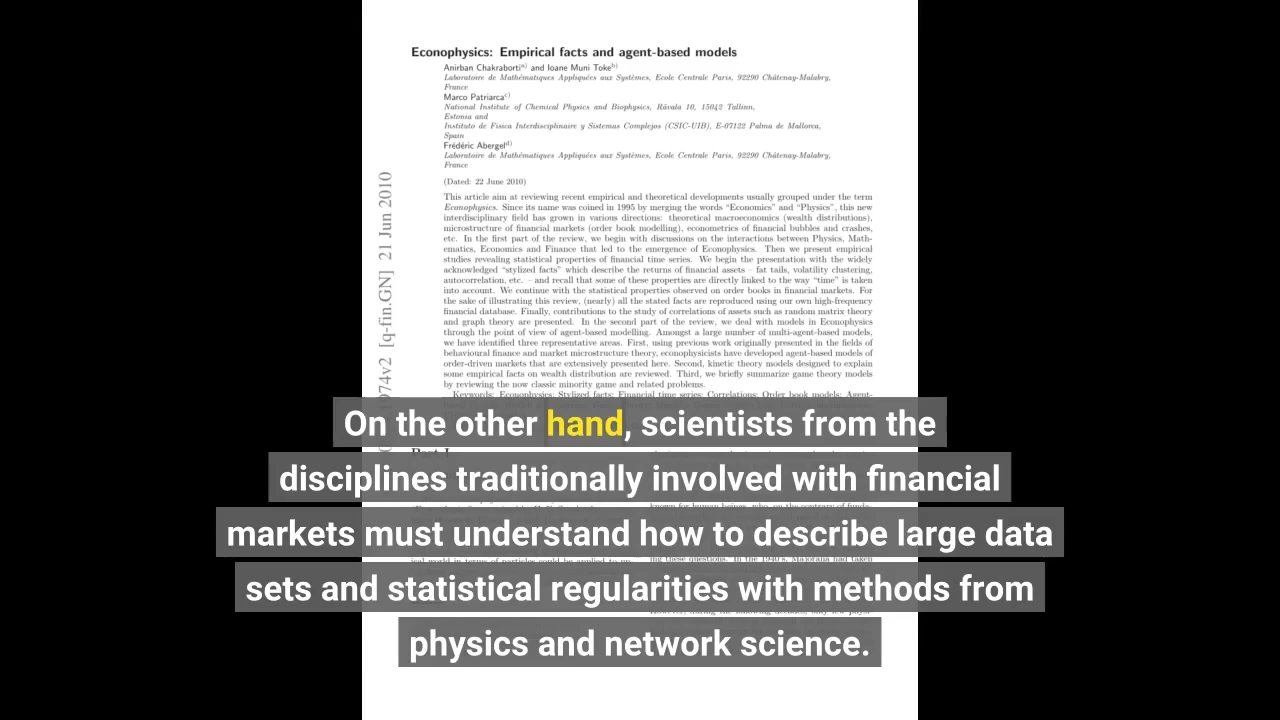 Econophysics: Empirical facts and agent-based models
Anirban Chakraborti a) and Ioane Muni Toke b)
Laboratoire de Mathématiques Appliquées aux Systèmes, Ecole Centrale Paris, 92290 Châtenay-Malabry,
France
Marco Patriarca c)
National Institute of Chemical Physics and Biophysics, Rävala 10, 15042 Tallinn,
Estonia and
Instituto de Fisica Interdisciplinaire y Sistemas Complejos (CSIC-UIB), E-07122 Palma de Mallorca,
Spain
Frédéric Abergel d)
Laboratoire de Mathématiques Appliquées aux Systèmes, Ecole Centrale Paris, 92290 Châtenay-Malabry,
France
(Dated: 22 June 2010)
This article aim at reviewing recent empirical and theoretical developments usually grouped under the term
Econophysics. Since its name was coined in 1995 by merging the words “Economics” and “Physics”, this new
interdisciplinary field has grown in various directions: theoretical macroeconomics (wealth distributions),
microstructure of financial markets (order book modelling), econometrics of financial bubbles and crashes,
etc. In the first part of the review, we begin with discussions on the interactions between Physics, Math-
ematics, Economics and Finance that led to the emergence of Econophysics. Then we present empirical
studies revealing statistical properties of financial time series. We begin the presentation with the widely
acknowledged “stylized facts” which describe the returns of financial assets – fat tails, volatility clustering,
autocorrelation, etc. – and recall that some of these properties are directly linked to the way “time” is taken
into account. We continue with the statistical properties observed on order books in financial markets. For
the sake of illustrating this review, (nearly) all the stated facts are reproduced using our own high-frequency
financial database. Finally, contributions to the study of correlations of assets such as random matrix theory
and graph theory are presented. In the second part of the review, we deal with models in Econophysics
through the point of view of agent-based modelling. Amongst a large number of multi-agent-based models,
we have identified three representative areas. First, using previous work originally presented in the fields of
behavioural finance and market microstructure theory, econophysicists have developed agent-based models of
order-driven markets that are extensively presented here. Second, kinetic theory models designed to explain
some empirical facts on wealth distribution are reviewed. Third, we briefly summarize game theory models
by reviewing the now classic minority game and related problems.
Keywords: Econophysics; Stylized facts; Financial time series; Correlations; Order book models; Agent-
974v2 [q-fin.GN] 21 Jun 2010
On the other hand, scientists from the
disciplines traditionally involved with financial
markets must understand how to describe large data
sets and statistical regularities with methods from
physics and network science.